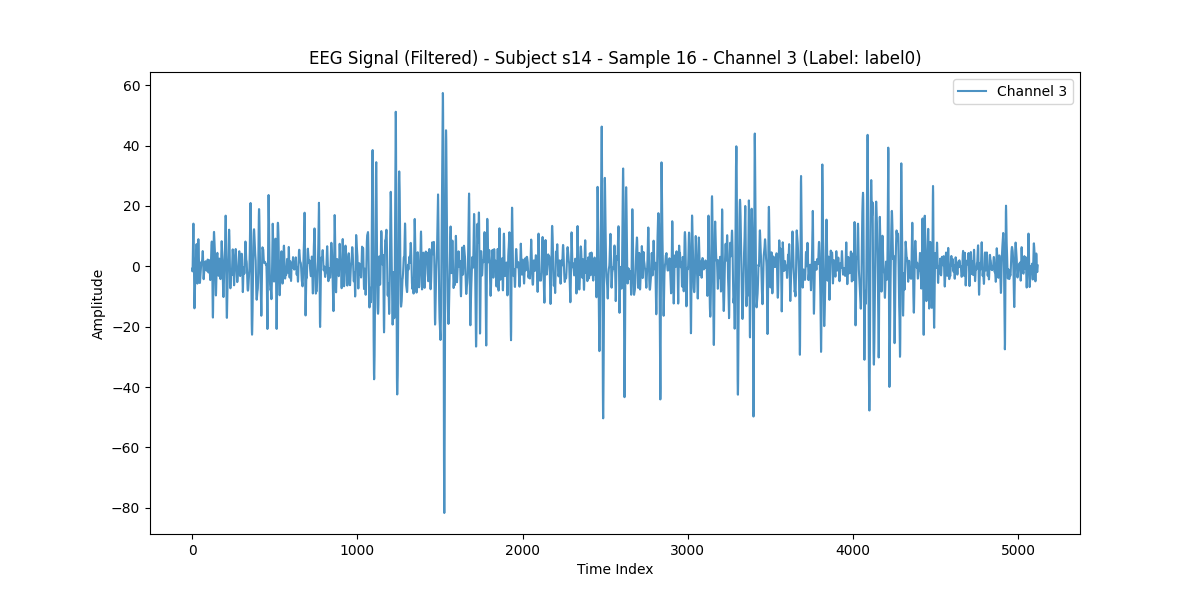 EEG Signal (Filtered) - Subject s14 - Sample 16 - Channel 3 (Label: label0)
Channel 3
60
40
20
0
−20
−40
−60
−80
Amplitude
0 1000 2000 3000 4000 5000
Time Index